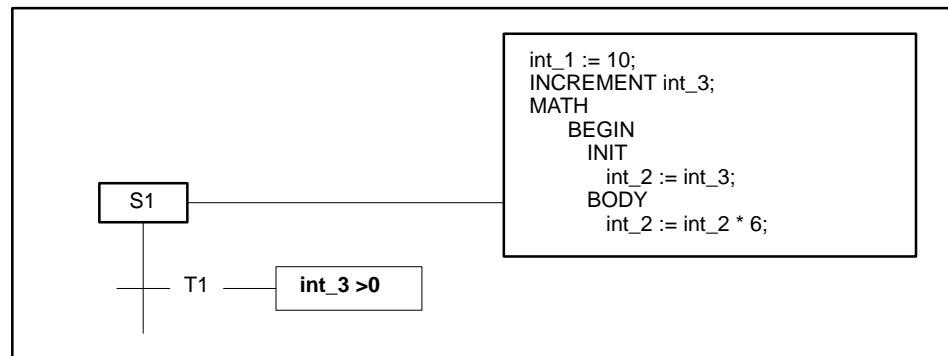 int_1 := 10;
INCREMENT int_3;
MATH
BEGIN
INIT
int_2 := int_3;
BODY
int_2 := int_2 * 6;
S1
T1
int_3 >0